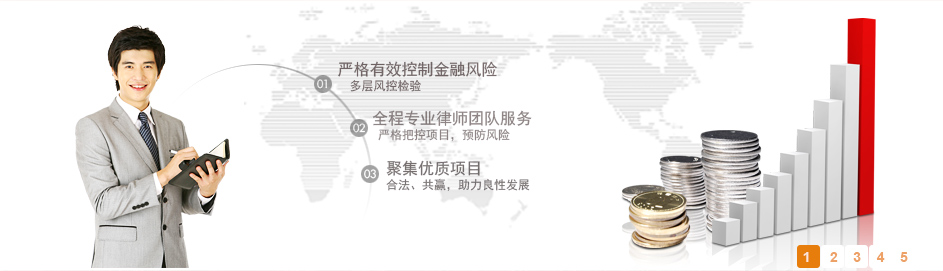 01 严格有效控制金融风险
多层风控检验
02 全程专业律师团队服务
严格把控项目，预防风险
03 聚集优质项目
合法、共赢，助力良性发展
1 2 3 4 5